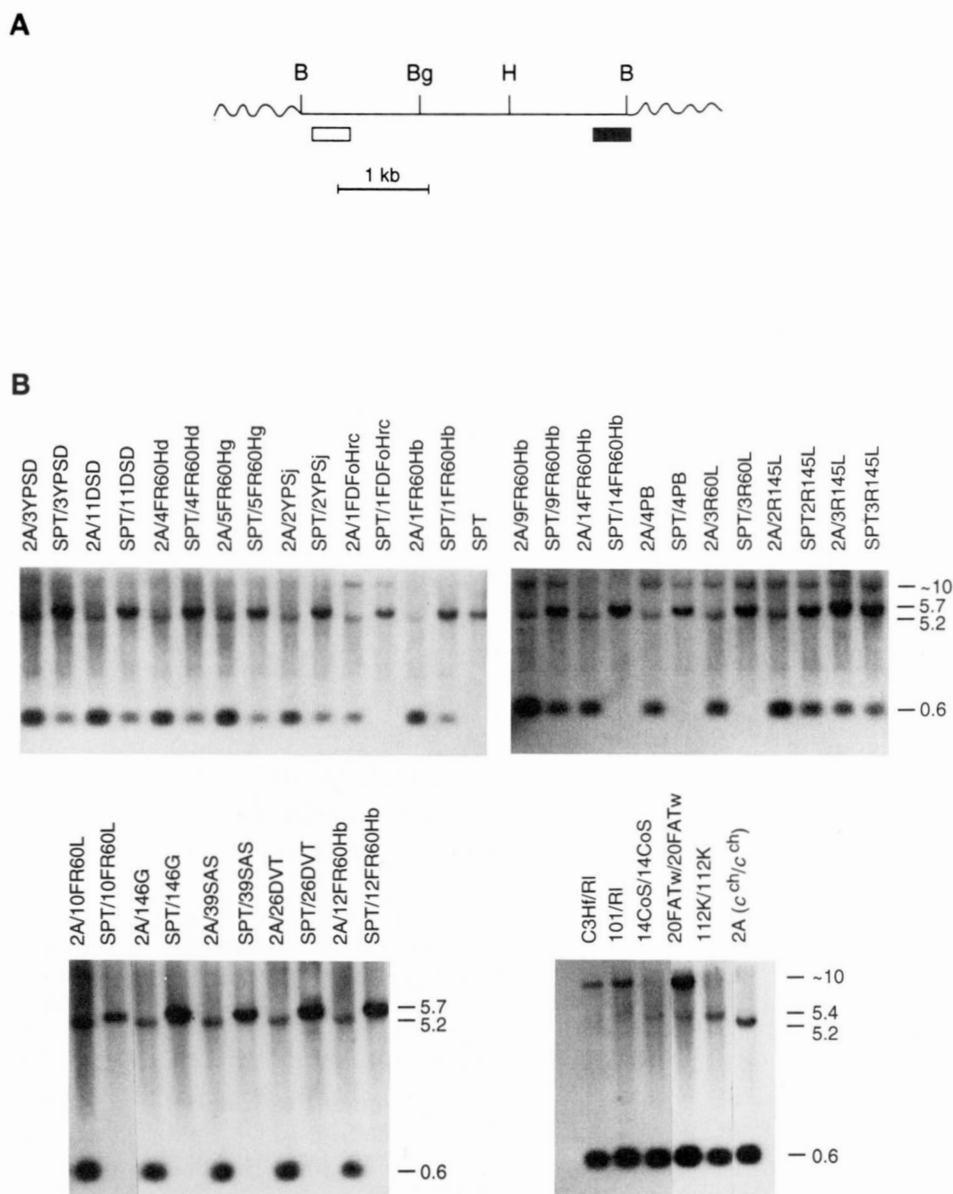 A
B Bg H B
1 kb
B
2A/3YPSD
SPT/3YPSD
2A/11DSD
SPT/11DSD
2A/4FR60Hd
SPT/4FR60Hd
2A/5FR60Hg
SPT/5FR60Hg
2A/2YPSj
SPT/2YPSj
2A/1FDFoHrc
SPT/1FDFoHrc
2A/1FR60Hb
SPT/1FR60Hb
SPT
2A/9FR60Hb
SPT/9FR60Hb
2A/14FR60Hb
SPT/14FR60Hb
2A/4PB
SPT/4PB
2A/3R60L
SPT/3R60L
2A/2R145L
SPT2R145L
2A/3R145L
SPT3R145L
~10
5.7
5.2
0.6
2A/10FR60L
SPT/10FR60L
2A/146G
SPT/146G
2A/39SAS
SPT/39SAS
2A/26DVT
SPT/26DVT
2A/12FR60Hb
SPT/12FR60Hb
5.7
5.2
0.6
C3Hf/Rl
101/Rl
14CoS/14CoS
20FATw/20FATw
112K/112K
2A (c ch/c ch)
~10
5.4
5.2
0.6